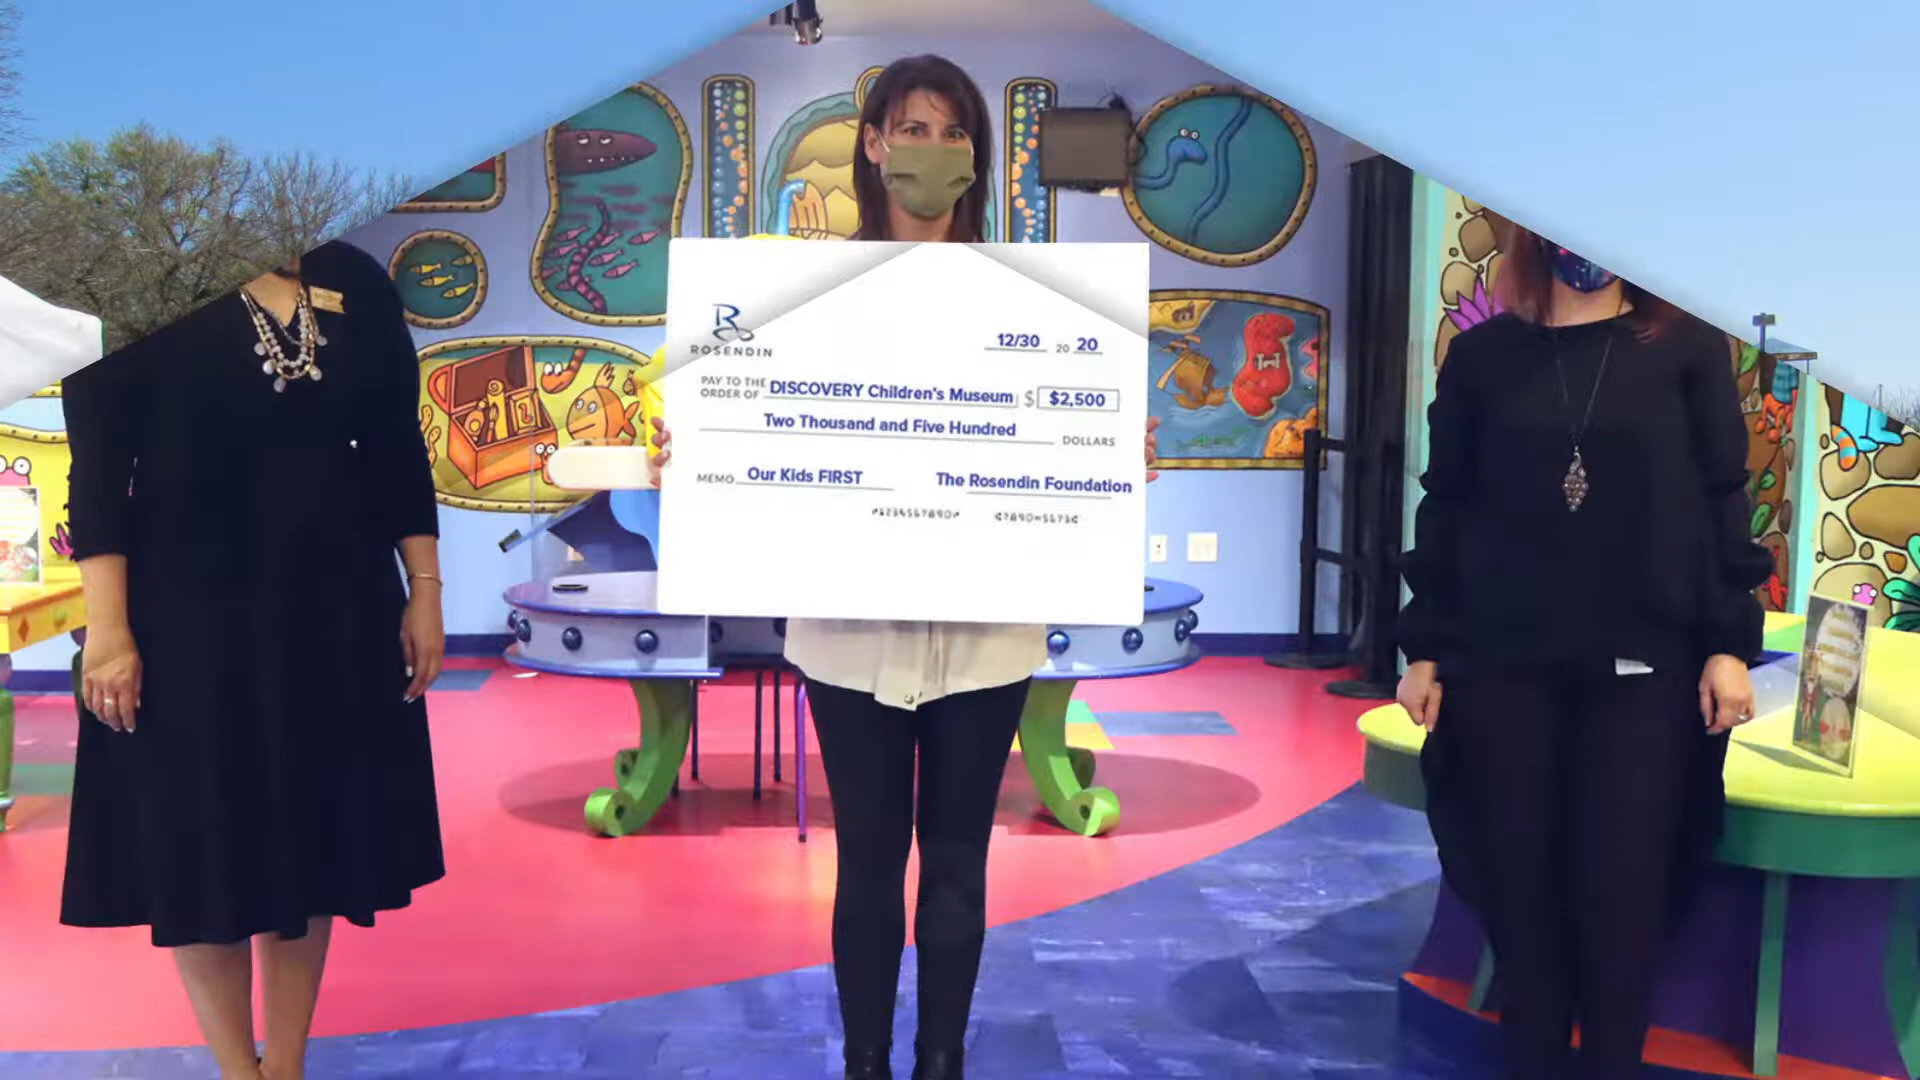 ROSENDIN
12/30 20 20
PAY TO THE
ORDER OF DISCOVERY Children's Museum $ $2,500
Two Thousand and Five Hundred DOLLARS
MEMO Our Kids FIRST The Rosendin Foundation